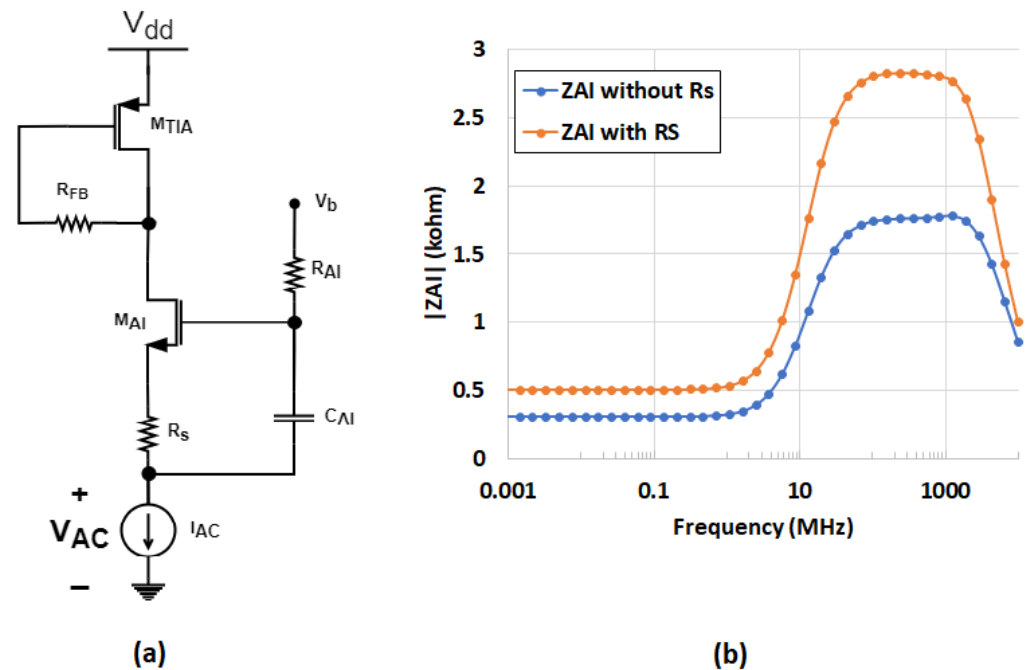 Vdd
MTIA
RFB
Vb
RAI
MAI
CAI
Rs
+
VAC
IAC
−
(a)
3
2.5
2
1.5
1
0.5
0
|ZAI| (kohm)
ZAI without Rs
ZAI with RS
0.001 0.1 10 1000
Frequency (MHz)
(b)